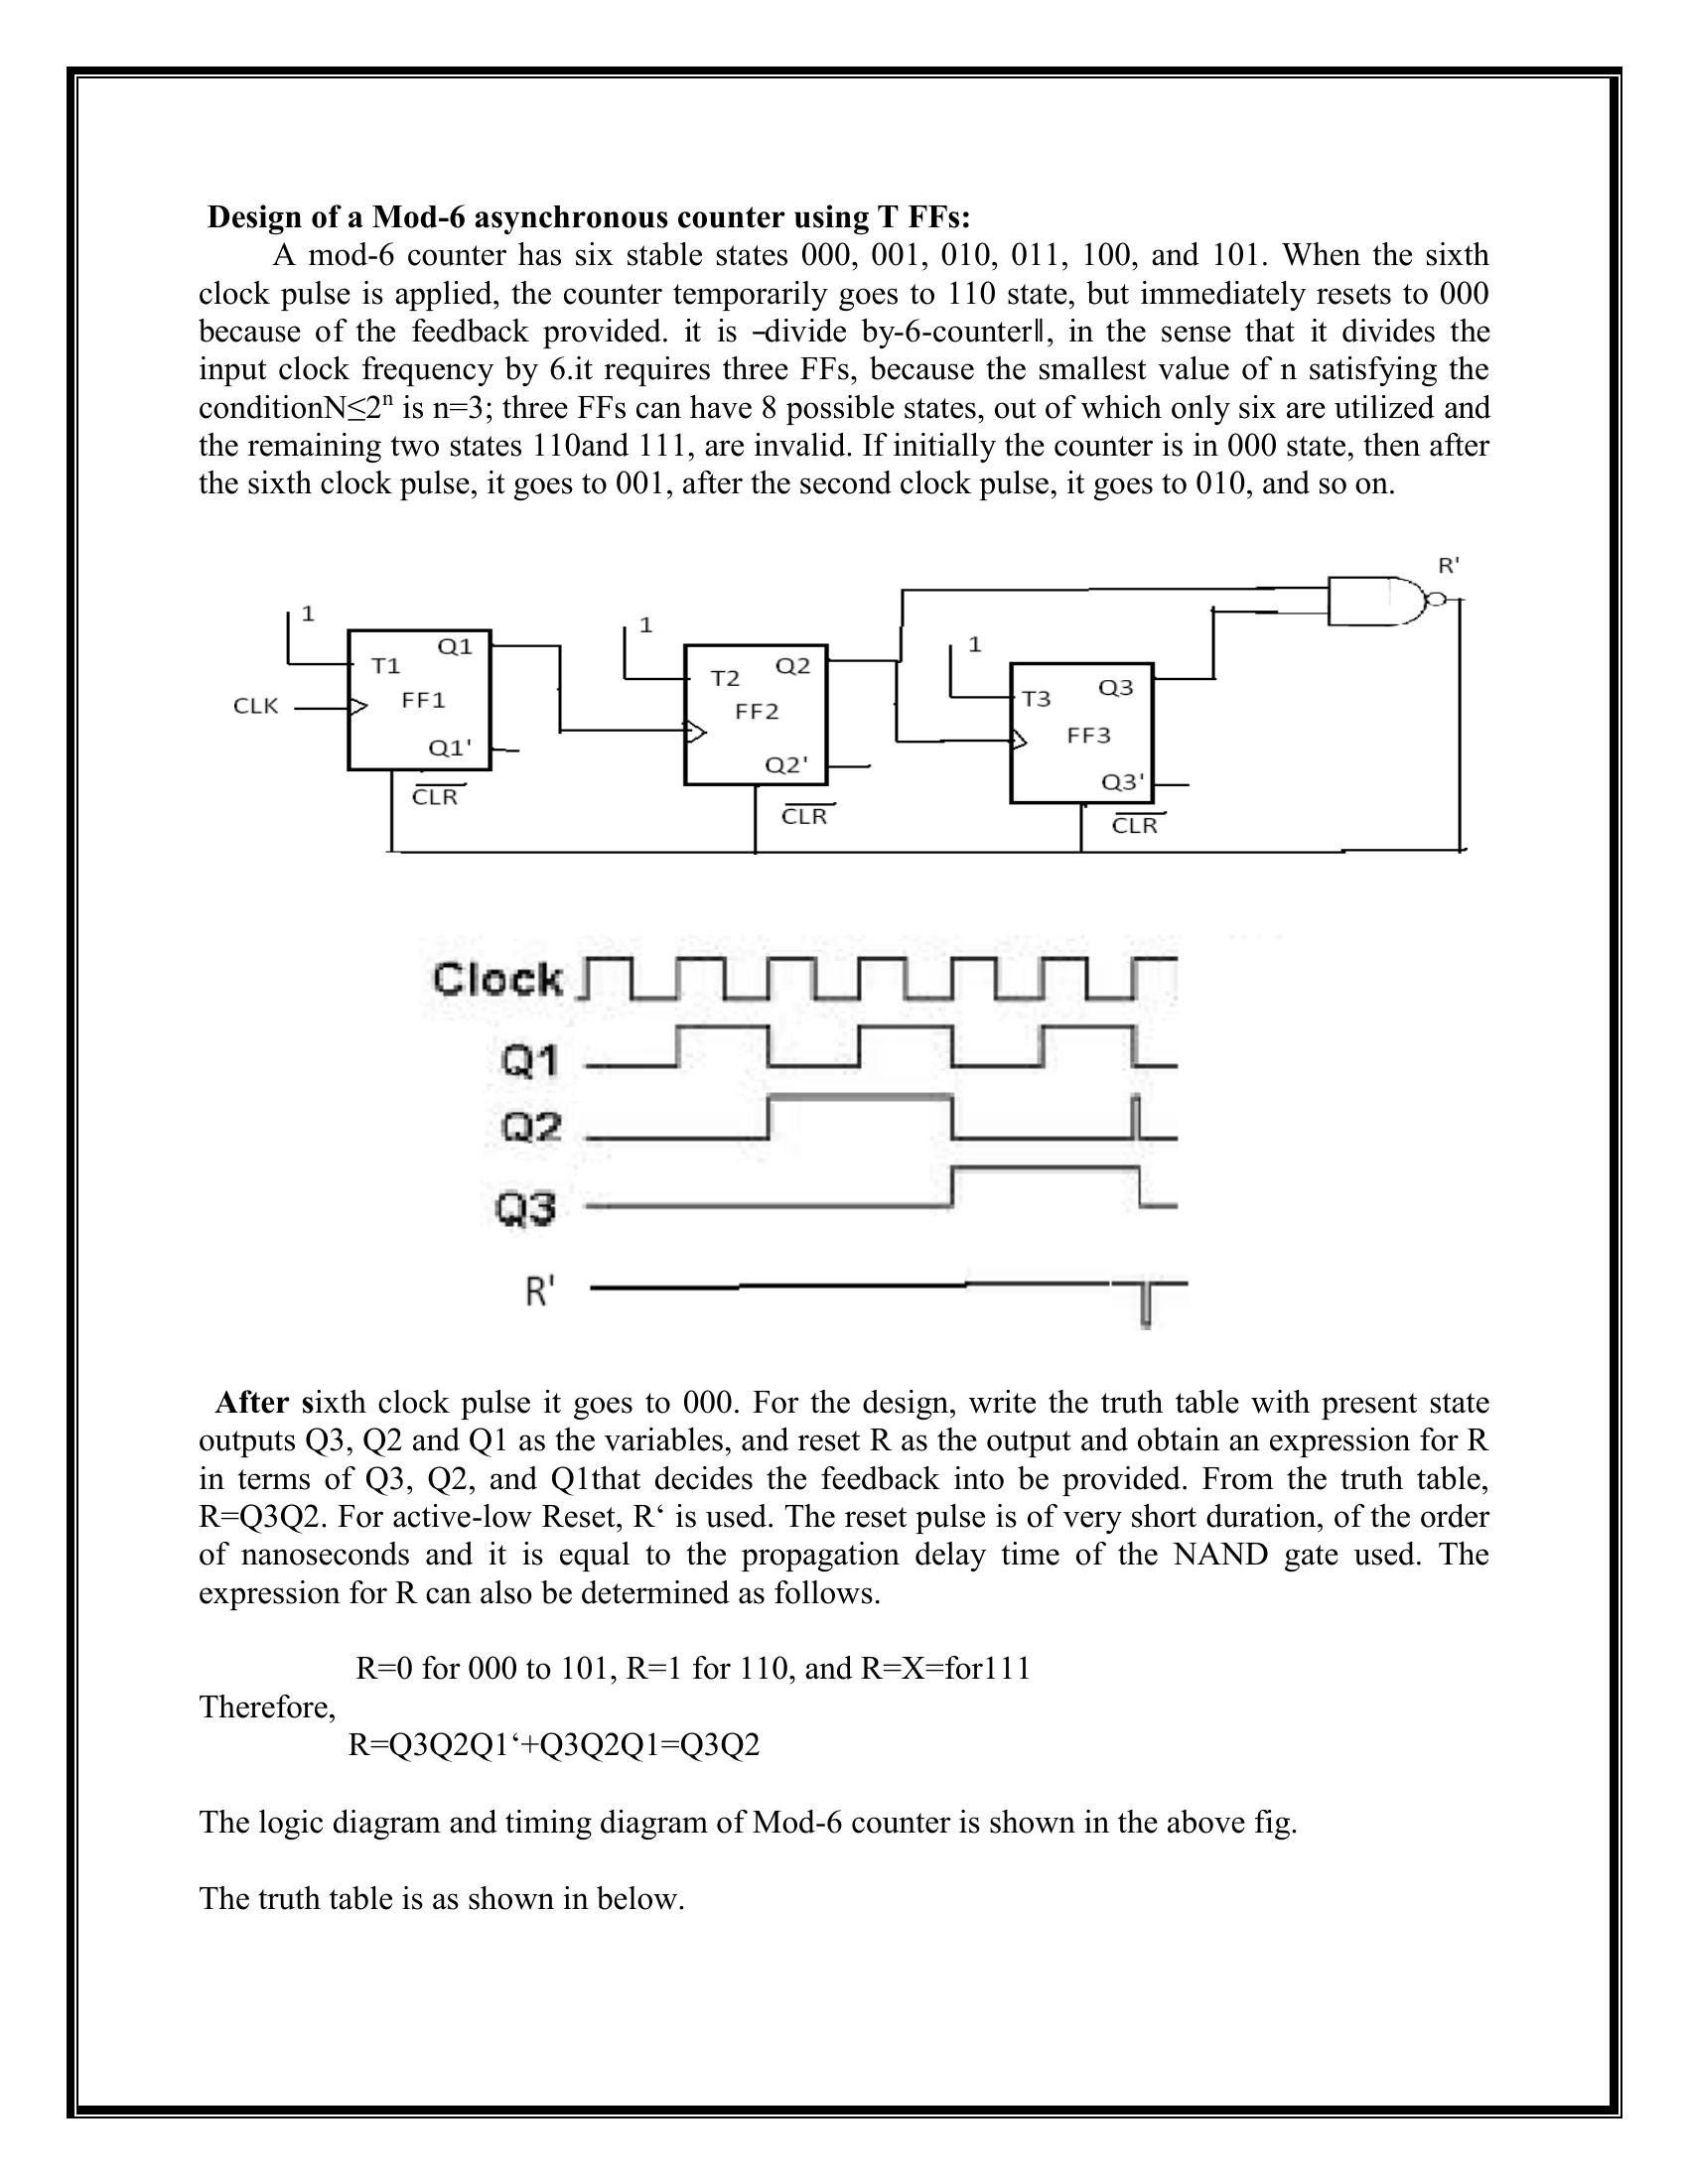 Design of a Mod-6 asynchronous counter using T FFs:
A mod-6 counter has six stable states 000, 001, 010, 011, 100, and 101. When the sixth
clock pulse is applied, the counter temporarily goes to 110 state, but immediately resets to 000
because of the feedback provided. it is ―divide by-6-counter‖, in the sense that it divides the
input clock frequency by 6.it requires three FFs, because the smallest value of n satisfying the
conditionN≤2ⁿ is n=3; three FFs can have 8 possible states, out of which only six are utilized and
the remaining two states 110and 111, are invalid. If initially the counter is in 000 state, then after
the sixth clock pulse, it goes to 001, after the second clock pulse, it goes to 010, and so on.
R'
1
1
1
T1 Q1
CLK FF1
Q1'
CLR
T2 Q2
FF2
Q2'
CLR
T3 Q3
FF3
Q3'
CLR
Clock
Q1
Q2
Q3
R'
After sixth clock pulse it goes to 000. For the design, write the truth table with present state
outputs Q3, Q2 and Q1 as the variables, and reset R as the output and obtain an expression for R
in terms of Q3, Q2, and Q1that decides the feedback into be provided. From the truth table,
R=Q3Q2. For active-low Reset, R‘ is used. The reset pulse is of very short duration, of the order
of nanoseconds and it is equal to the propagation delay time of the NAND gate used. The
expression for R can also be determined as follows.
R=0 for 000 to 101, R=1 for 110, and R=X=for111
Therefore,
R=Q3Q2Q1‘+Q3Q2Q1=Q3Q2
The logic diagram and timing diagram of Mod-6 counter is shown in the above fig.
The truth table is as shown in below.